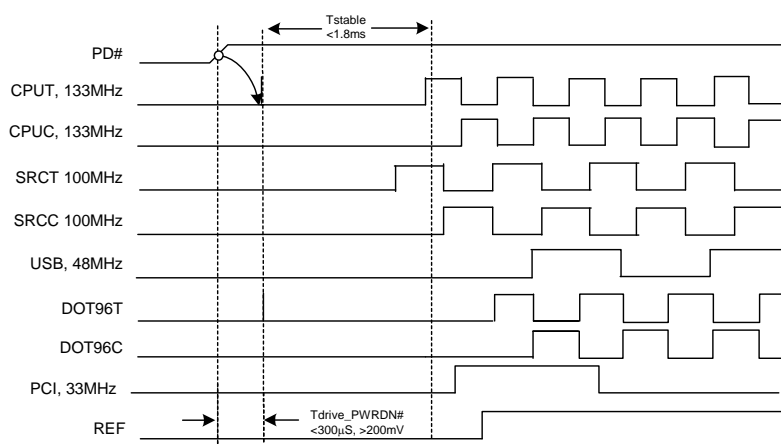 Tstable
<1.8ms
PD#
CPUT, 133MHz
CPUC, 133MHz
SRCT 100MHz
SRCC 100MHz
USB, 48MHz
DOT96T
DOT96C
PCI, 33MHz
Tdrive_PWRDN#
<300µS, >200mV
REF